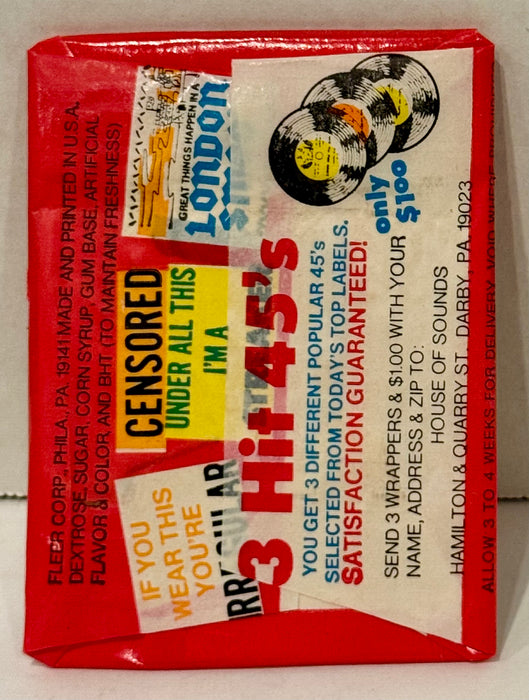 FLEER CORP., PHILA., PA. 19141 MADE AND PRINTED IN U.S.A.
DEXTROSE, SUGAR, CORN SYRUP, GUM BASE, ARTIFICIAL
FLAVOR & COLOR AND BHT (TO MAINTAIN FRESHNESS)
GREAT THINGS HAPPEN IN A
LONDON
CENSORED
UNDER ALL THIS
I'M A
IF YOU
WEAR THIS
YOU'RE
IRREGULAR
only
$1.00
3 Hit 45's
YOU GET 3 DIFFERENT POPULAR 45's
SELECTED FROM TODAY'S TOP LABELS.
SATISFACTION GUARANTEED!
SEND 3 WRAPPERS & $1.00 WITH YOUR
NAME, ADDRESS & ZIP TO:
HOUSE OF SOUNDS
HAMILTON & QUARRY ST., DARBY, PA. 19023
ALLOW 3 TO 4 WEEKS FOR DELIVERY. VOID